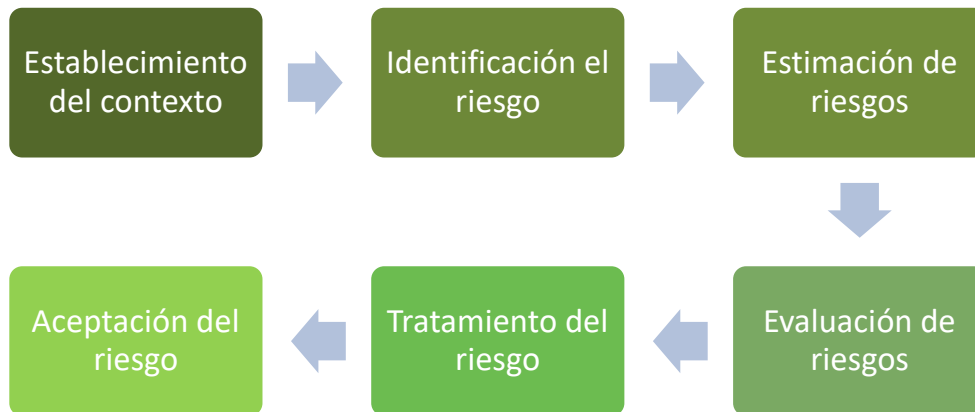 Establecimiento
del contexto
Identificación el
riesgo
Estimación de
riesgos
Evaluación de
riesgos
Tratamiento del
riesgo
Aceptación del
riesgo